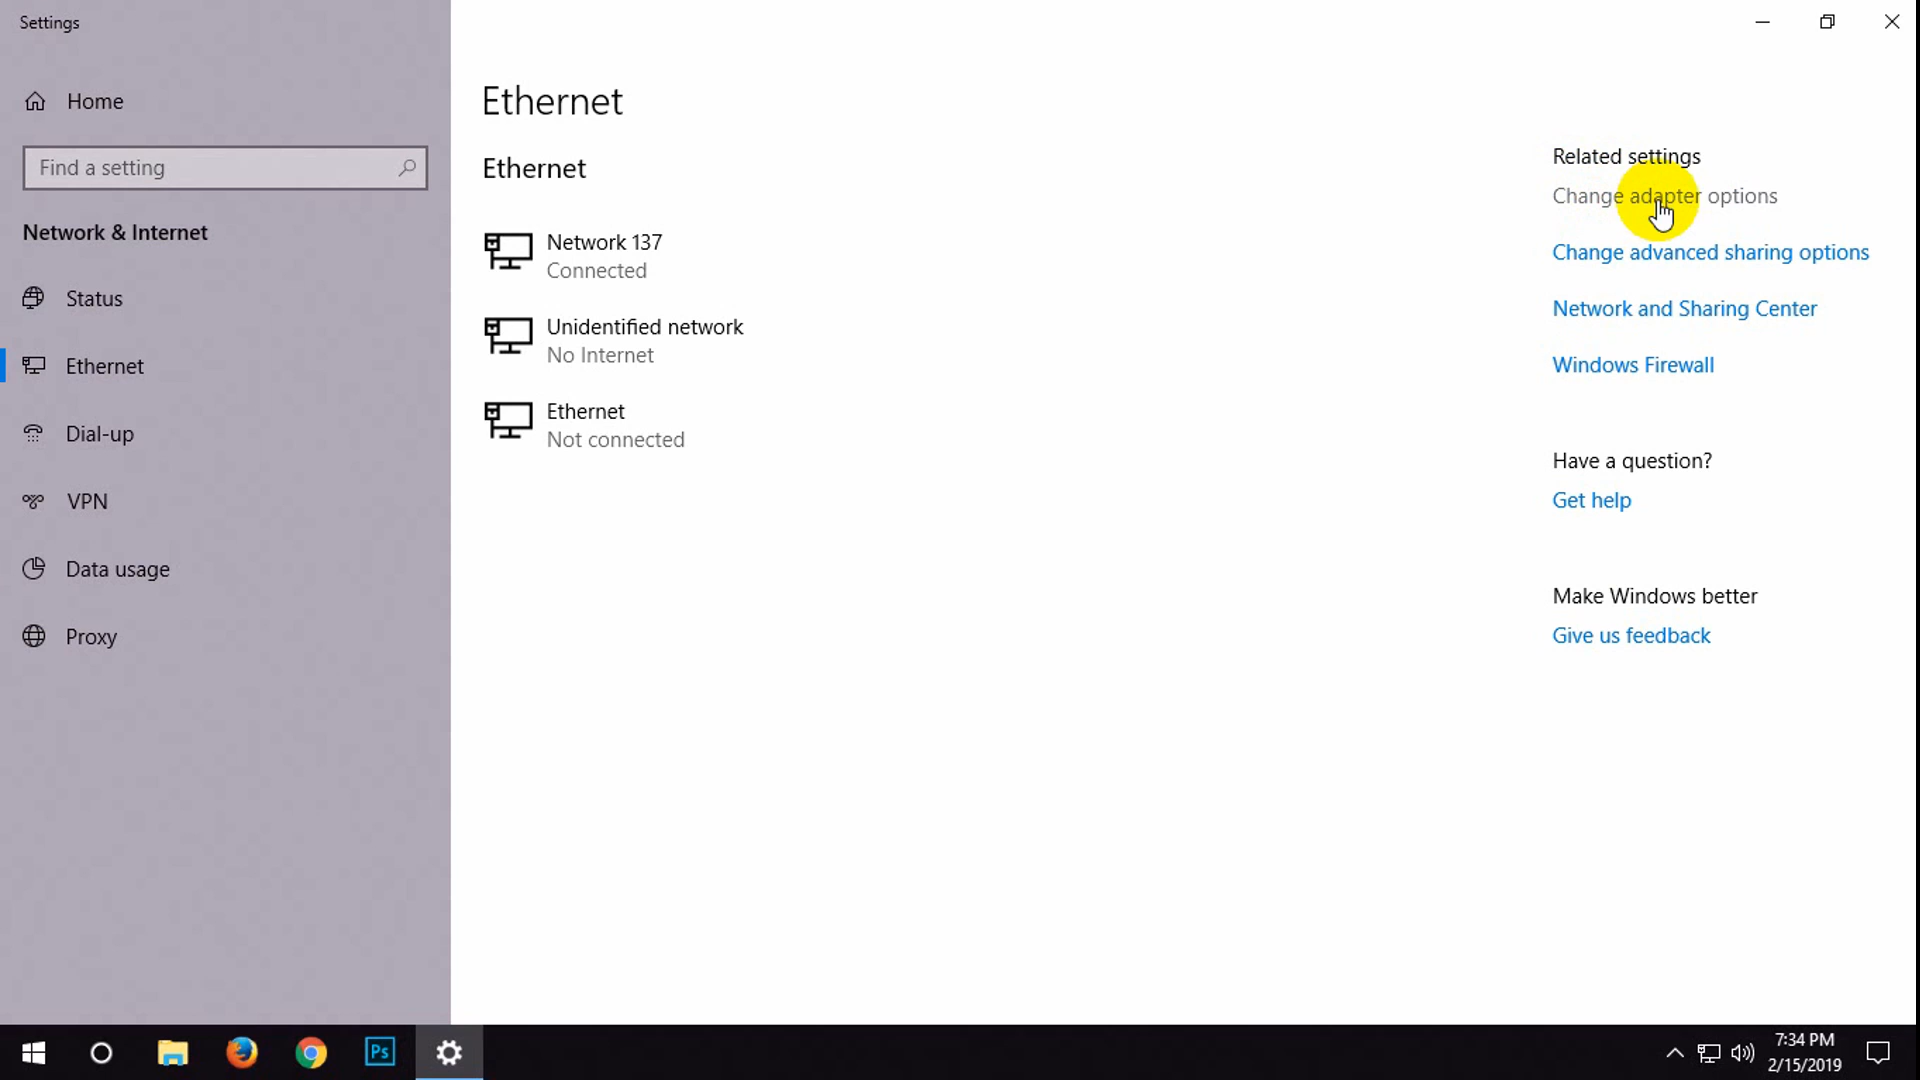 Settings
Home
Find a setting
Network & Internet
Status
Ethernet
Dial-up
VPN
Data usage
Proxy
Ethernet
Ethernet
Network 137
Connected
Unidentified network
No Internet
Ethernet
Not connected
Related settings
Change adapter options
Change advanced sharing options
Network and Sharing Center
Windows Firewall
Have a question?
Get help
Make Windows better
Give us feedback
Ps
7:34 PM
2/15/2019